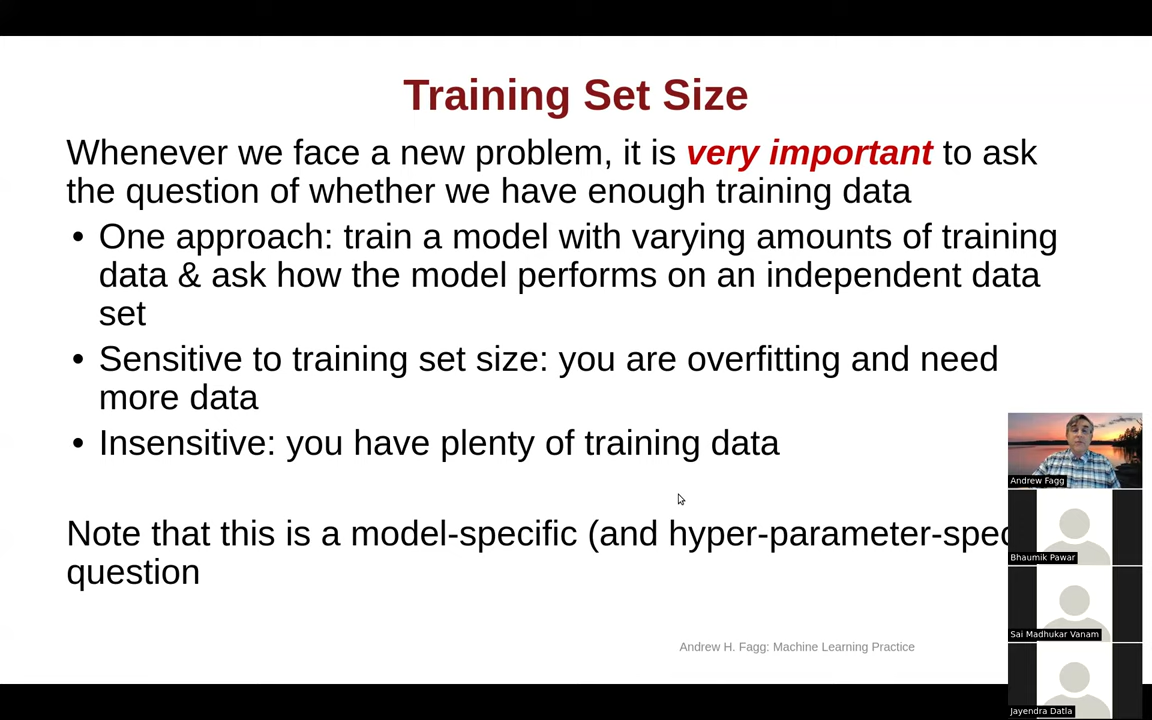 Training Set Size
Whenever we face a new problem, it is very important to ask
the question of whether we have enough training data
• One approach: train a model with varying amounts of training
data & ask how the model performs on an independent data
set
• Sensitive to training set size: you are overfitting and need
more data
• Insensitive: you have plenty of training data
Note that this is a model-specific (and hyper-parameter-spec
question
Andrew H. Fagg: Machine Learning Practice
Andrew Fagg
Bhaumik Pawar
Sai Madhukar Vanam
Jayendra Datla